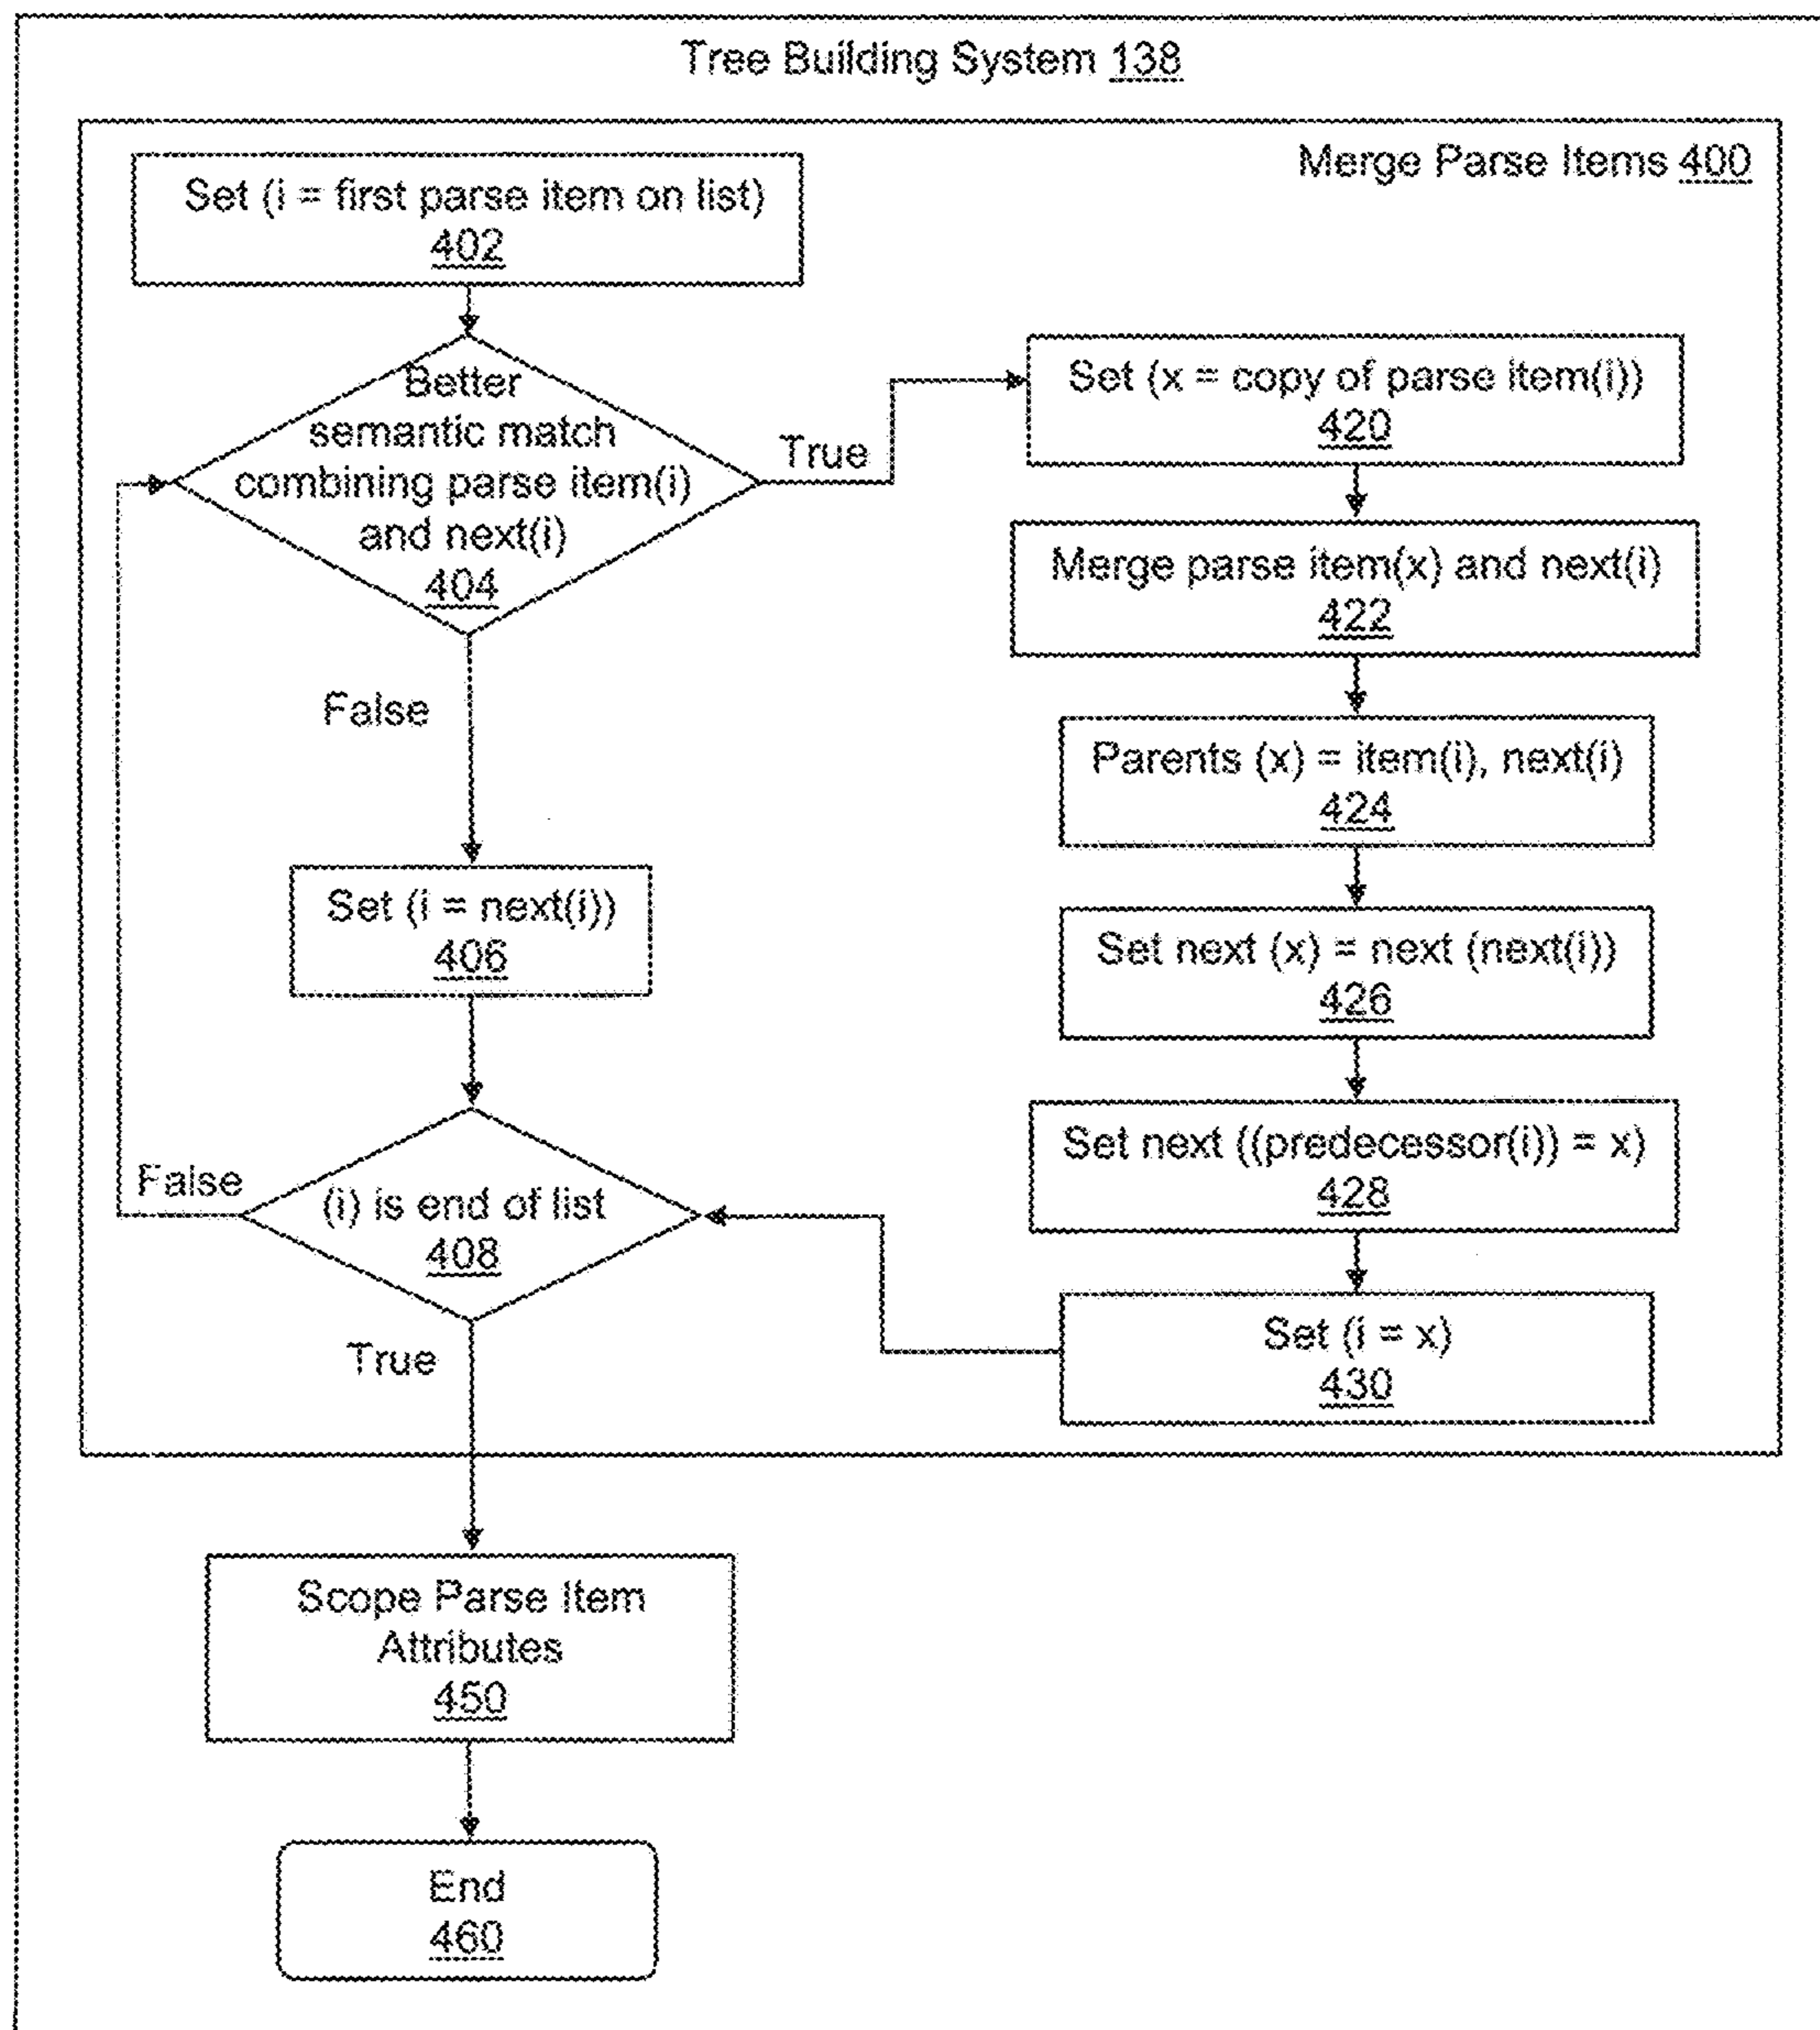 Tree Building System 138
Merge Parse Items 400
Set (i = first parse item on list)
402
Better
semantic match
combining parse item(i)
and next(i)
404
True
False
Set (i = next(i))
406
(i) is end of list
408
False
True
Set (x = copy of parse item(i))
420
Merge parse item(x) and next(i)
422
Parents (x) = item(i), next(i)
424
Set next (x) = next (next(i))
426
Set next ((predecessor(i)) = x)
428
Set (i = x)
430
Scope Parse Item
Attributes
450
End
460